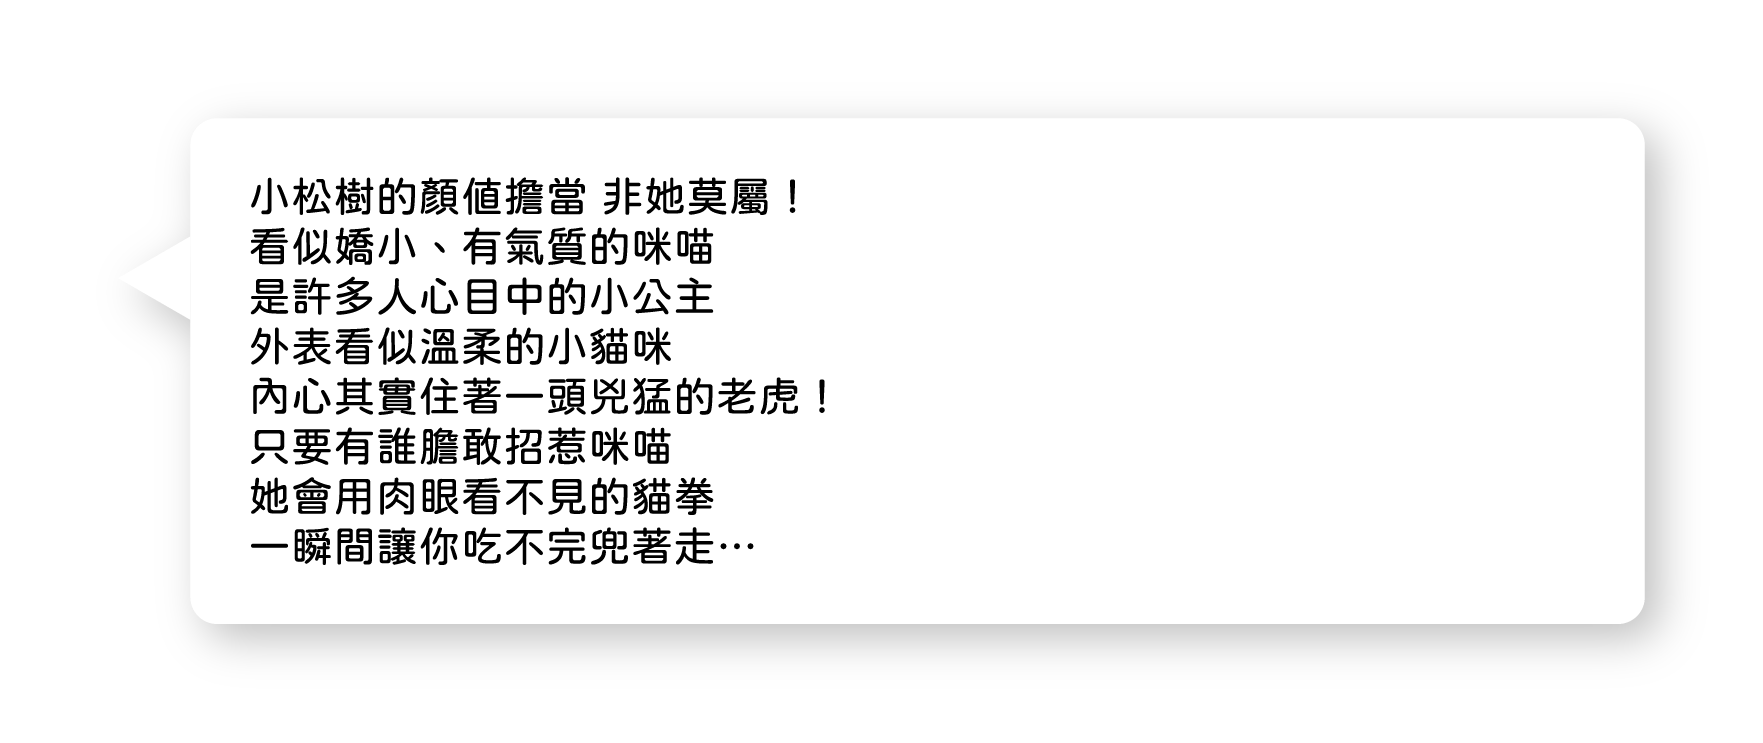 小松樹的顏值擔當 非她莫屬！
看似嬌小、有氣質的咪喵
是許多人心目中的小公主
外表看似溫柔的小貓咪
內心其實住著一頭兇猛的老虎！
只要有誰膽敢招惹咪喵
她會用肉眼看不見的貓拳
一瞬間讓你吃不完兜著走⋯